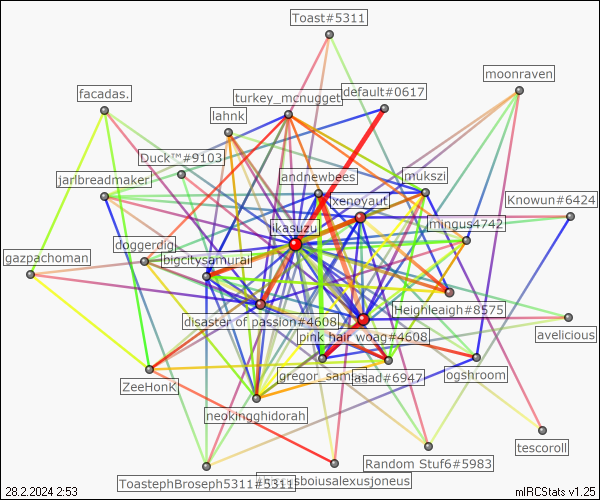 Toast#5311
moonraven
facadas.
default#0617
turkey_mcnugget
lahnk
Duck™#9103
jarlbreadmaker
andnewbees
mukszi
xenoyaut
Knowun#6424
mingus4742
likasuzu
doggerdig
bigcitysamurai
gazpachoman
Heighleaigh#8575
disaster of passion#4608
pink hair woag#4608
avelicious
gregor_sam
asad#6947
ogshroom
ZeeHonK
neokingghidorah
tescoroll
Random Stuf6#5983
ToastephBroseph5311#5311
usboiusalexusjoneus
28.2.2024 2:53
mIRCStats v1.25